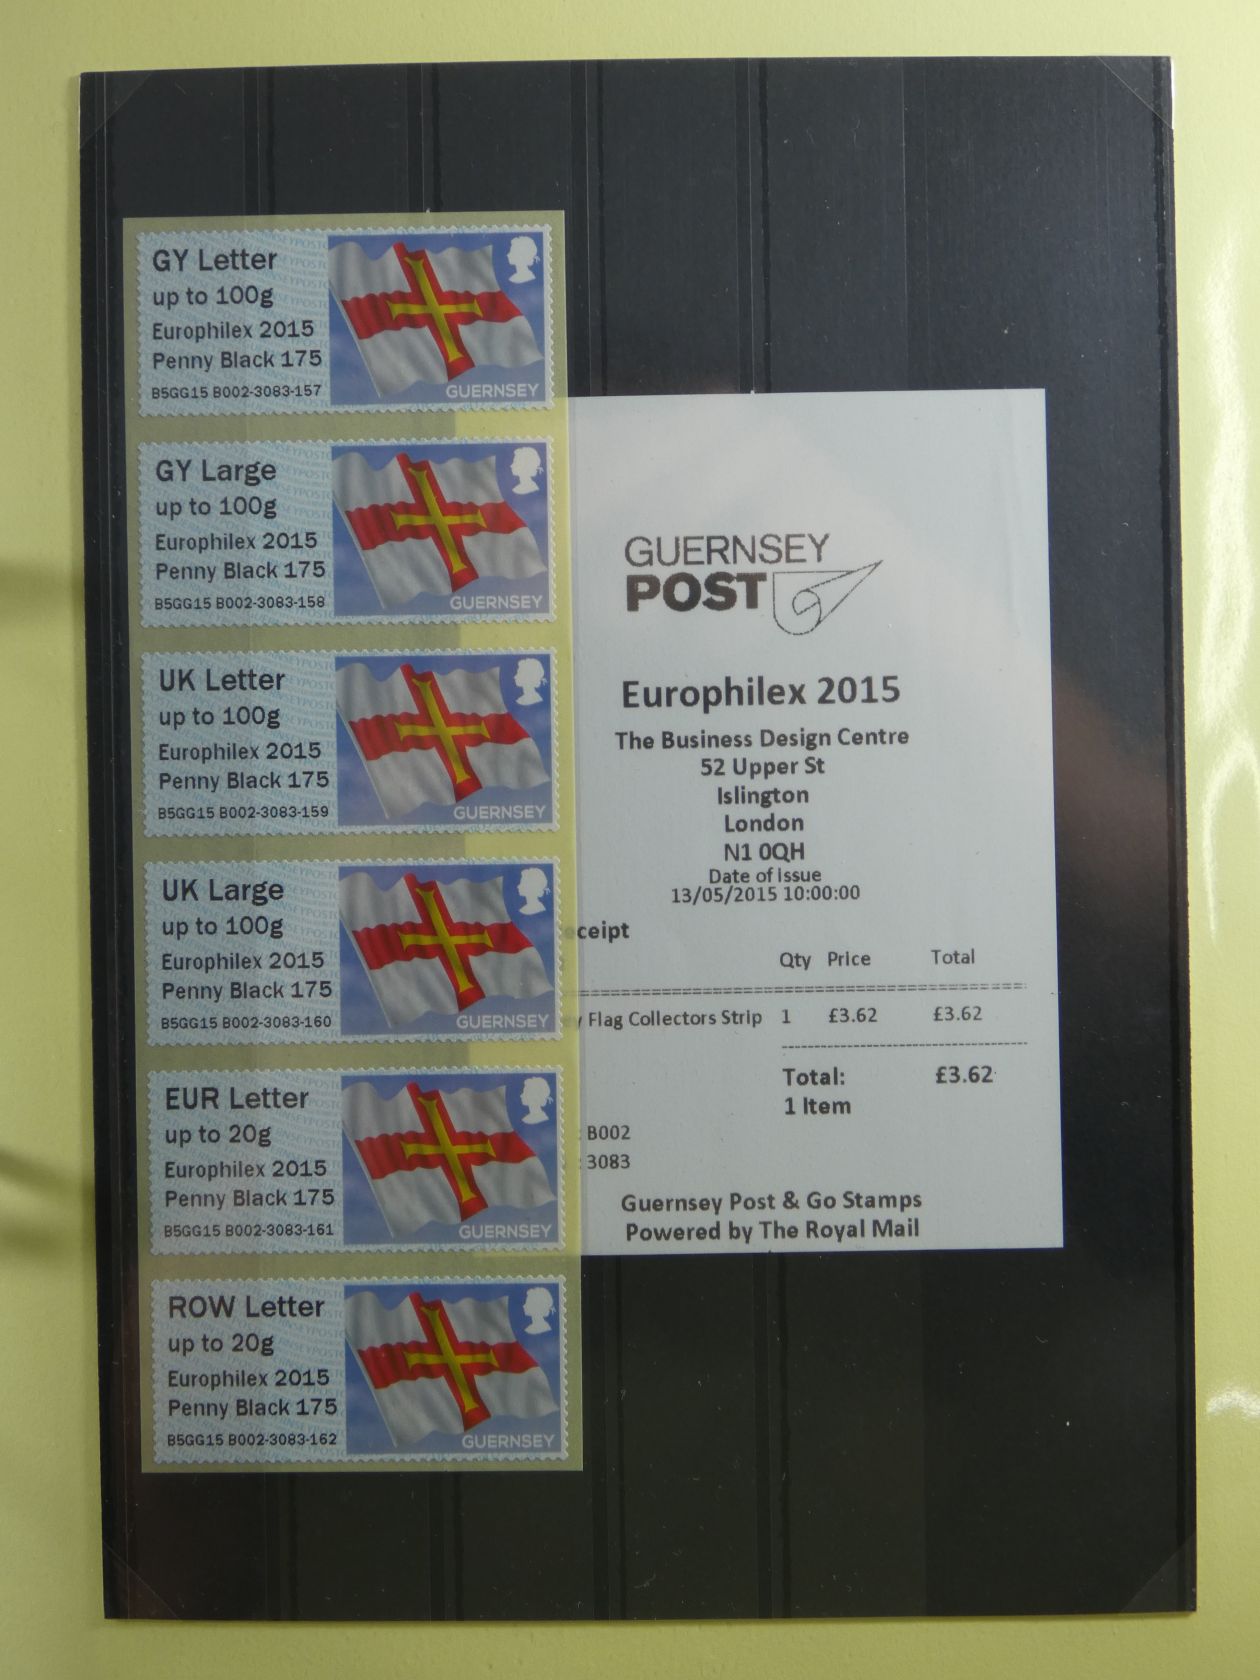 GY Letter
up to 100g
Europhilex 2015
Penny Black 175
B5GG15 B002-3083-157
GUERNSEY
GY Large
up to 100g
Europhilex 2015
Penny Black 175
B5GG15 B002-3083-158
GUERNSEY
UK Letter
up to 100g
Europhilex 2015
Penny Black 175
B5GG15 B002-3083-159
GUERNSEY
UK Large
up to 100g
Europhilex 2015
Penny Black 175
B5GG15 B002-3083-160
GUERNSEY
EUR Letter
up to 20g
Europhilex 2015
Penny Black 175
B5GG15 B002-3083-161
GUERNSEY
ROW Letter
up to 20g
Europhilex 2015
Penny Black 175
B5GG15 B002-3083-162
GUERNSEY
GUERNSEY
POST
Europhilex 2015
The Business Design Centre
52 Upper St
Islington
London
N1 0QH
Date of issue
13/05/2015 10:00:00
ceipt
Qty Price Total
y Flag Collectors Strip 1 £3.62 £3.62
Total: £3.62
1 Item
: B002
: 3083
Guernsey Post & Go Stamps
Powered by The Royal Mail